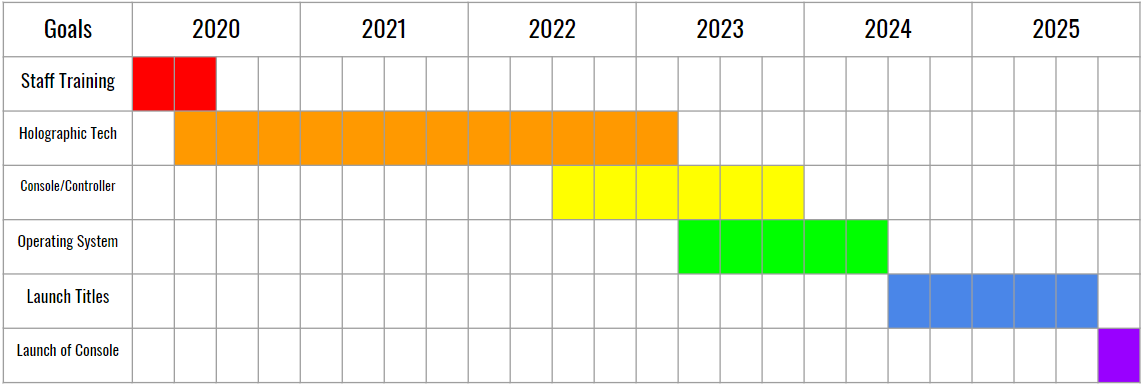 Goals 2020 2021 2022 2023 2024 2025
Staff Training
Holographic Tech
Console/Controller
Operating System
Launch Titles
Launch of Console